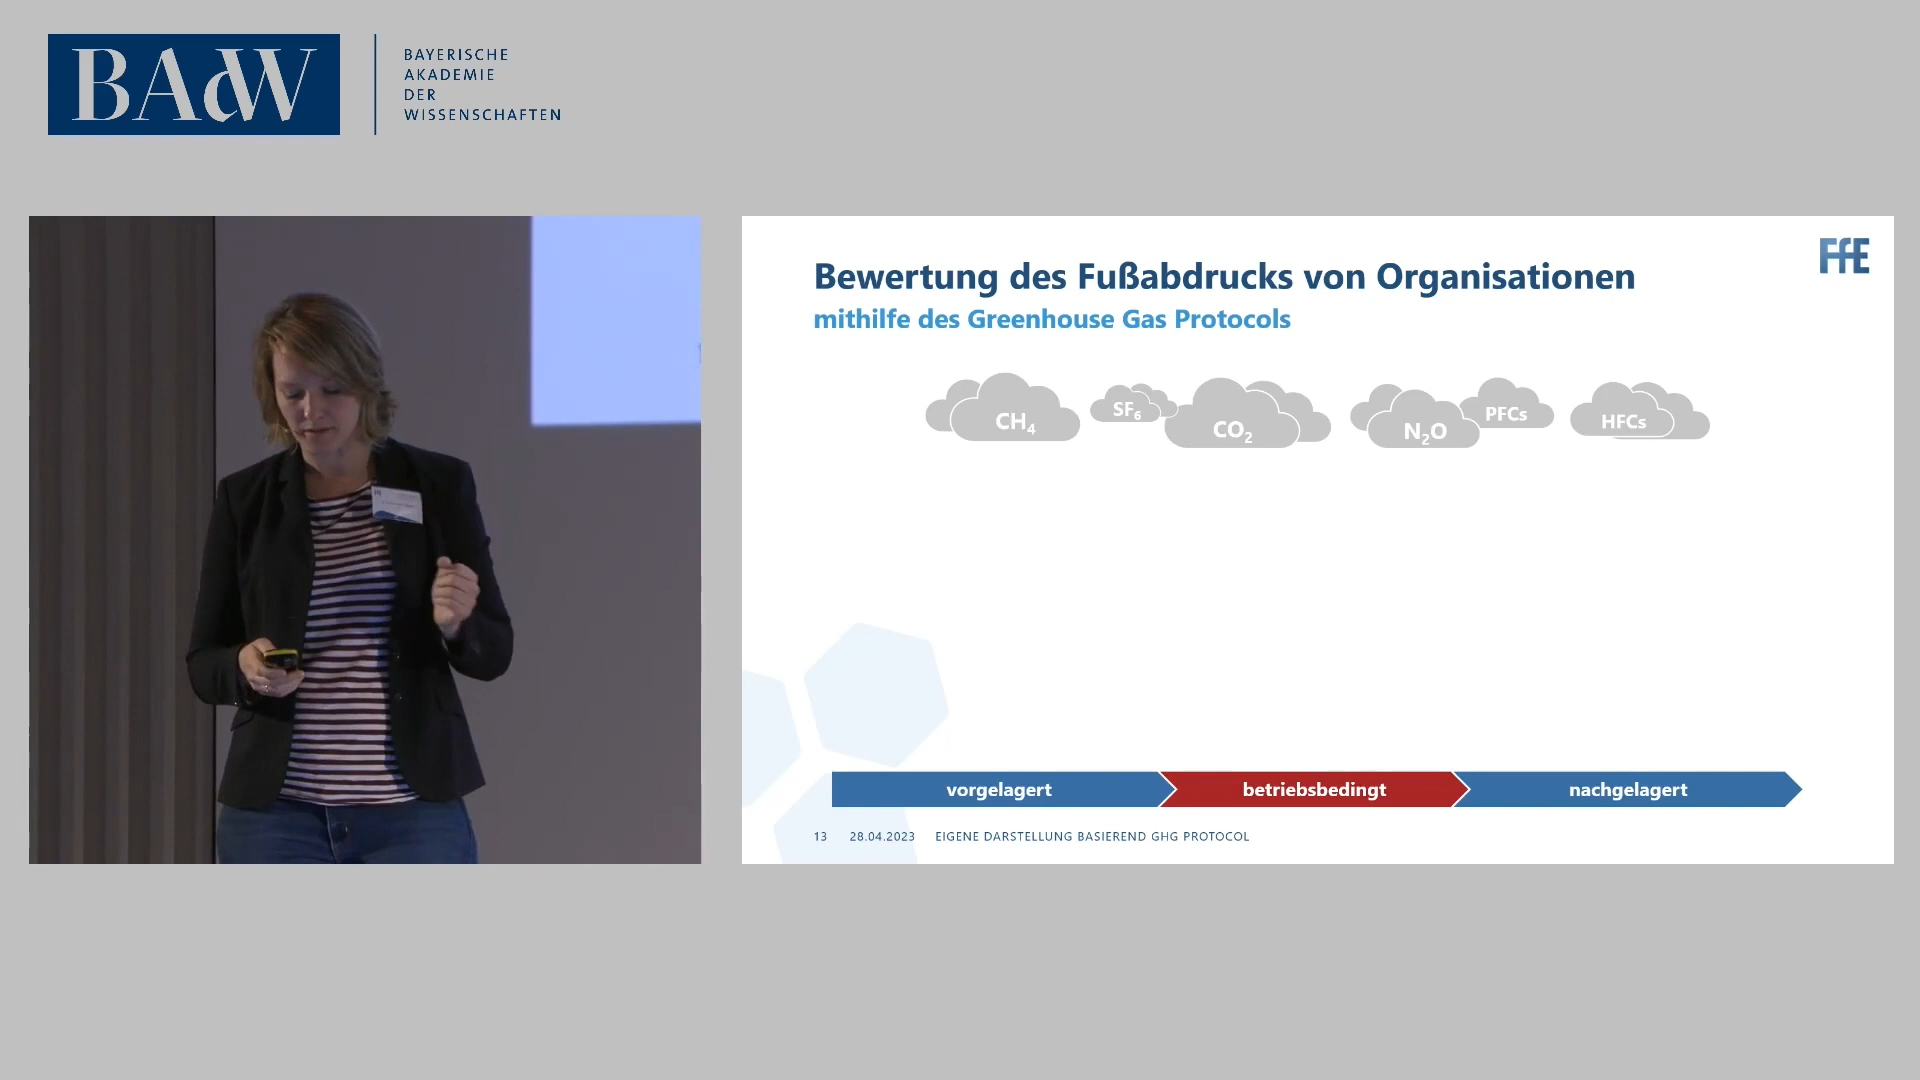 BAdW
BAYERISCHE
AKADEMIE
DER
WISSENSCHAFTEN
FfE
Bewertung des Fußabdrucks von Organisationen
mithilfe des Greenhouse Gas Protocols
CH₄
SF₆
CO₂
N₂O
PFCs
HFCs
vorgelagert
betriebsbedingt
nachgelagert
13 28.04.2023 EIGENE DARSTELLUNG BASIEREND GHG PROTOCOL